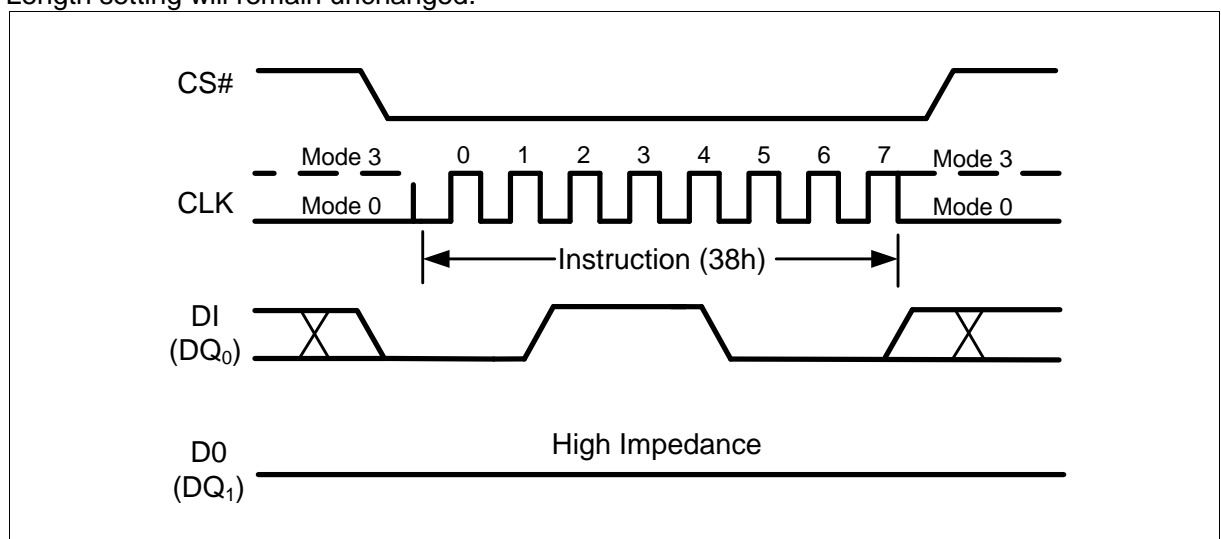 Length setting will remain unchanged.
CS#
Mode 3 0 1 2 3 4 5 6 7 Mode 3
CLK Mode 0 Mode 0
Instruction (38h)
DI
(DQ0)
D0 High Impedance
(DQ1)